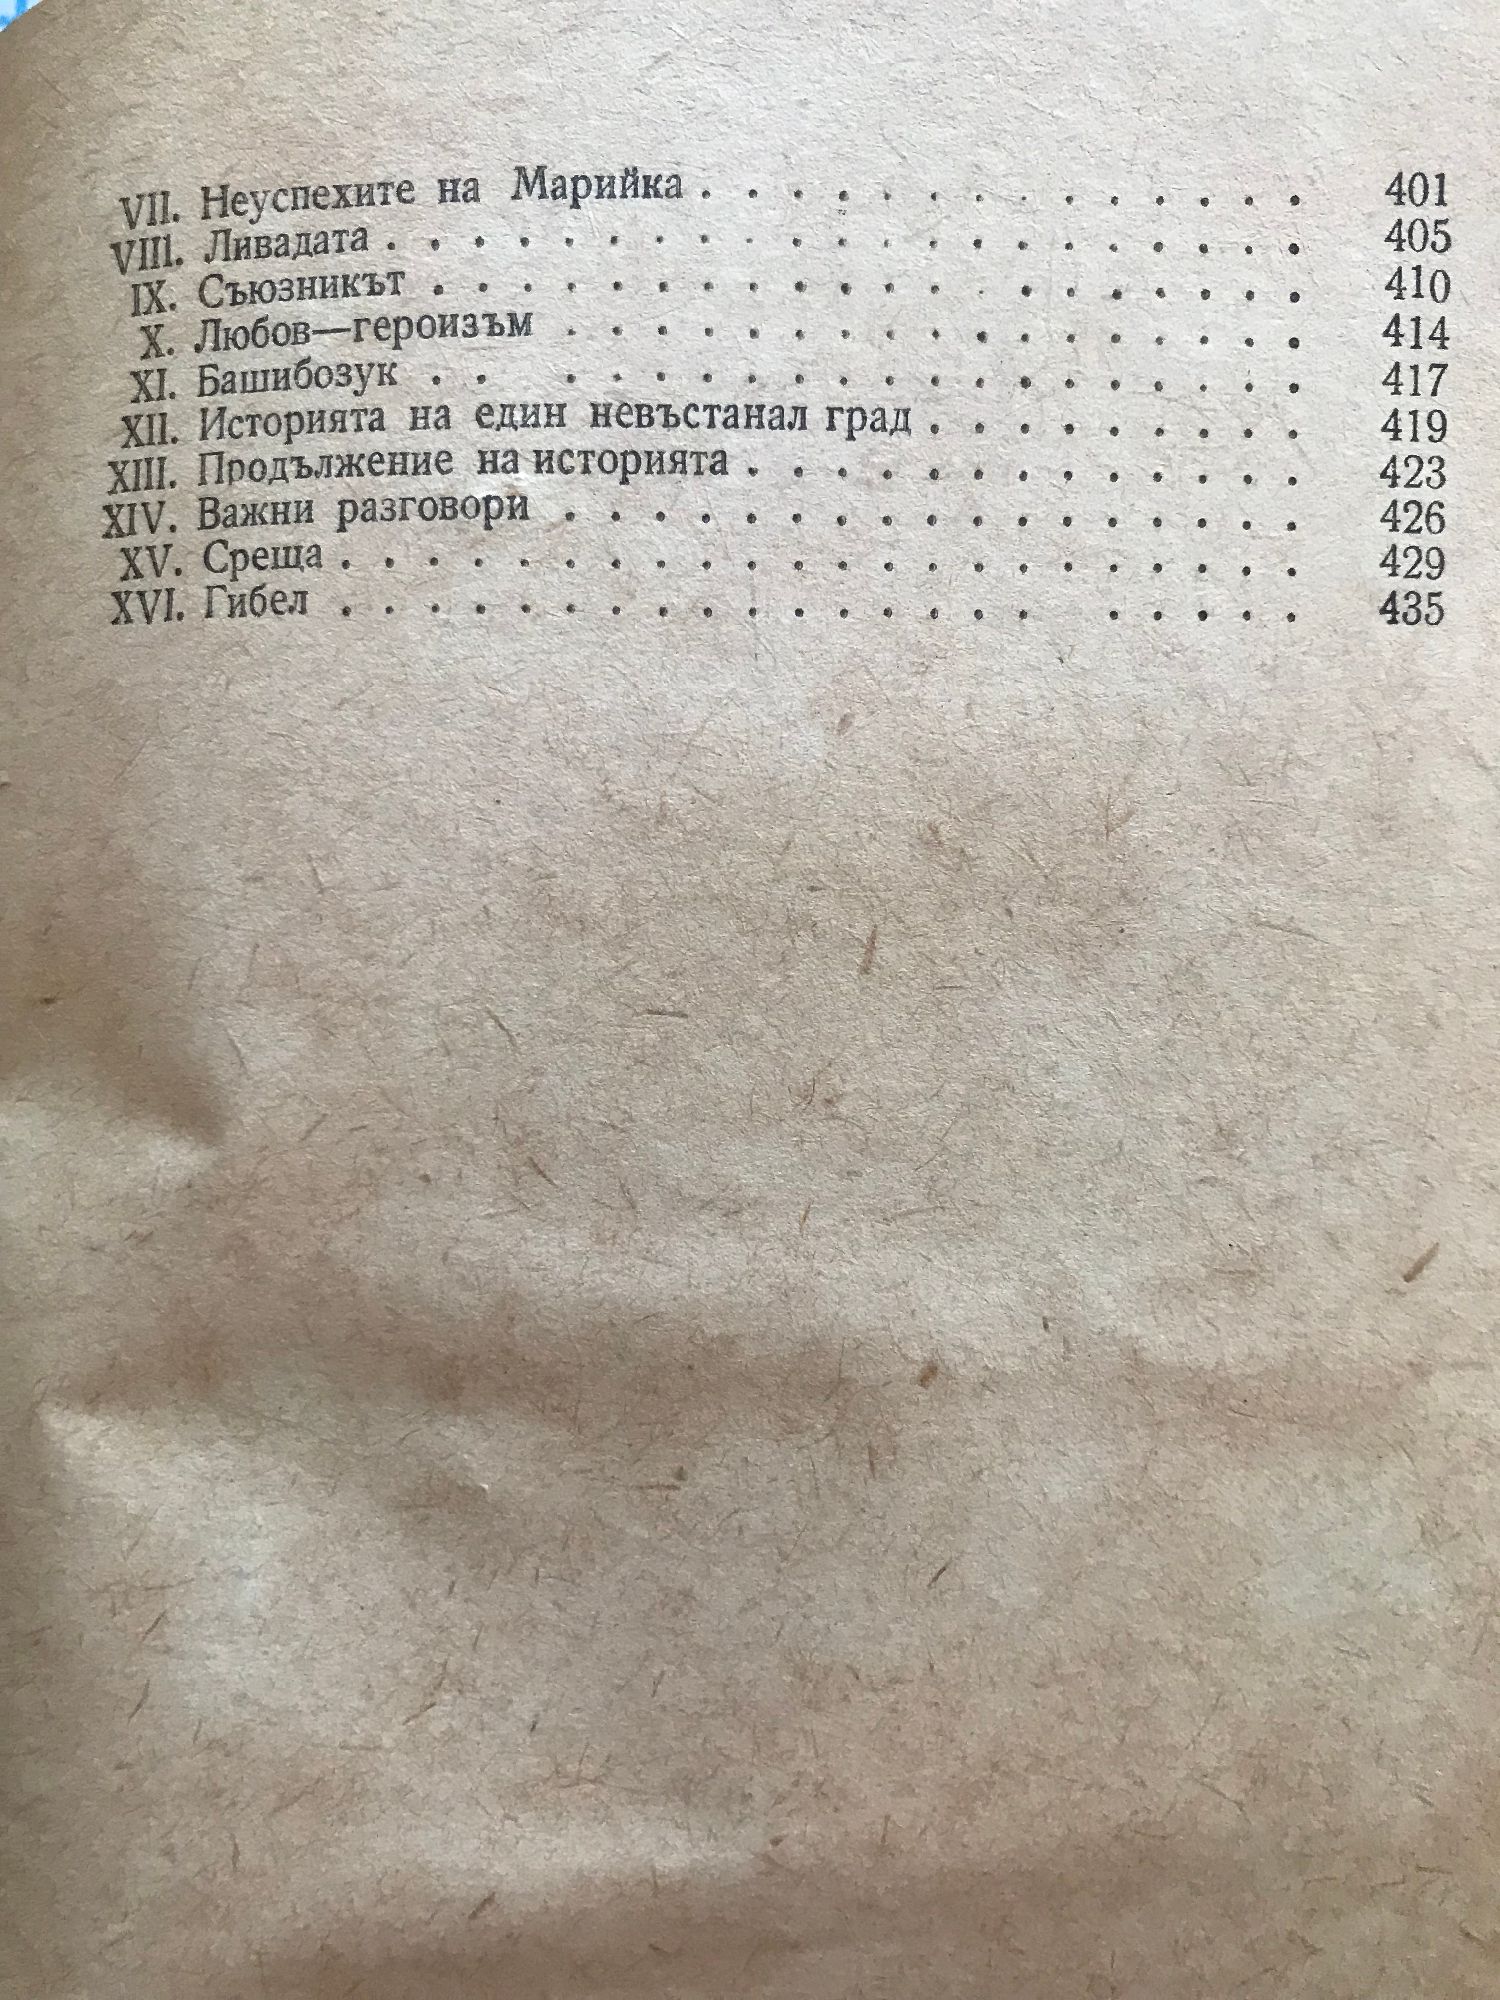 VII. Неуспехите на Марийка . . . . . . . . . . . . . . 401
VIII. Ливадата . . . . . . . . . . . . . . . . . . . . . 405
IX. Съюзникът . . . . . . . . . . . . . . . . . . . . 410
X. Любов—героизъм . . . . . . . . . . . . . . . . . 414
XI. Башибозук . . . . . . . . . . . . . . . . . . . 417
XII. Историята на един невъстанал град . . . . . . . . . 419
XIII. Продължение на историята . . . . . . . . . . . . . 423
XIV. Важни разговори . . . . . . . . . . . . . . . . . 426
XV. Среща . . . . . . . . . . . . . . . . . . . . . . 429
XVI. Гибел . . . . . . . . . . . . . . . . . . . . . 435